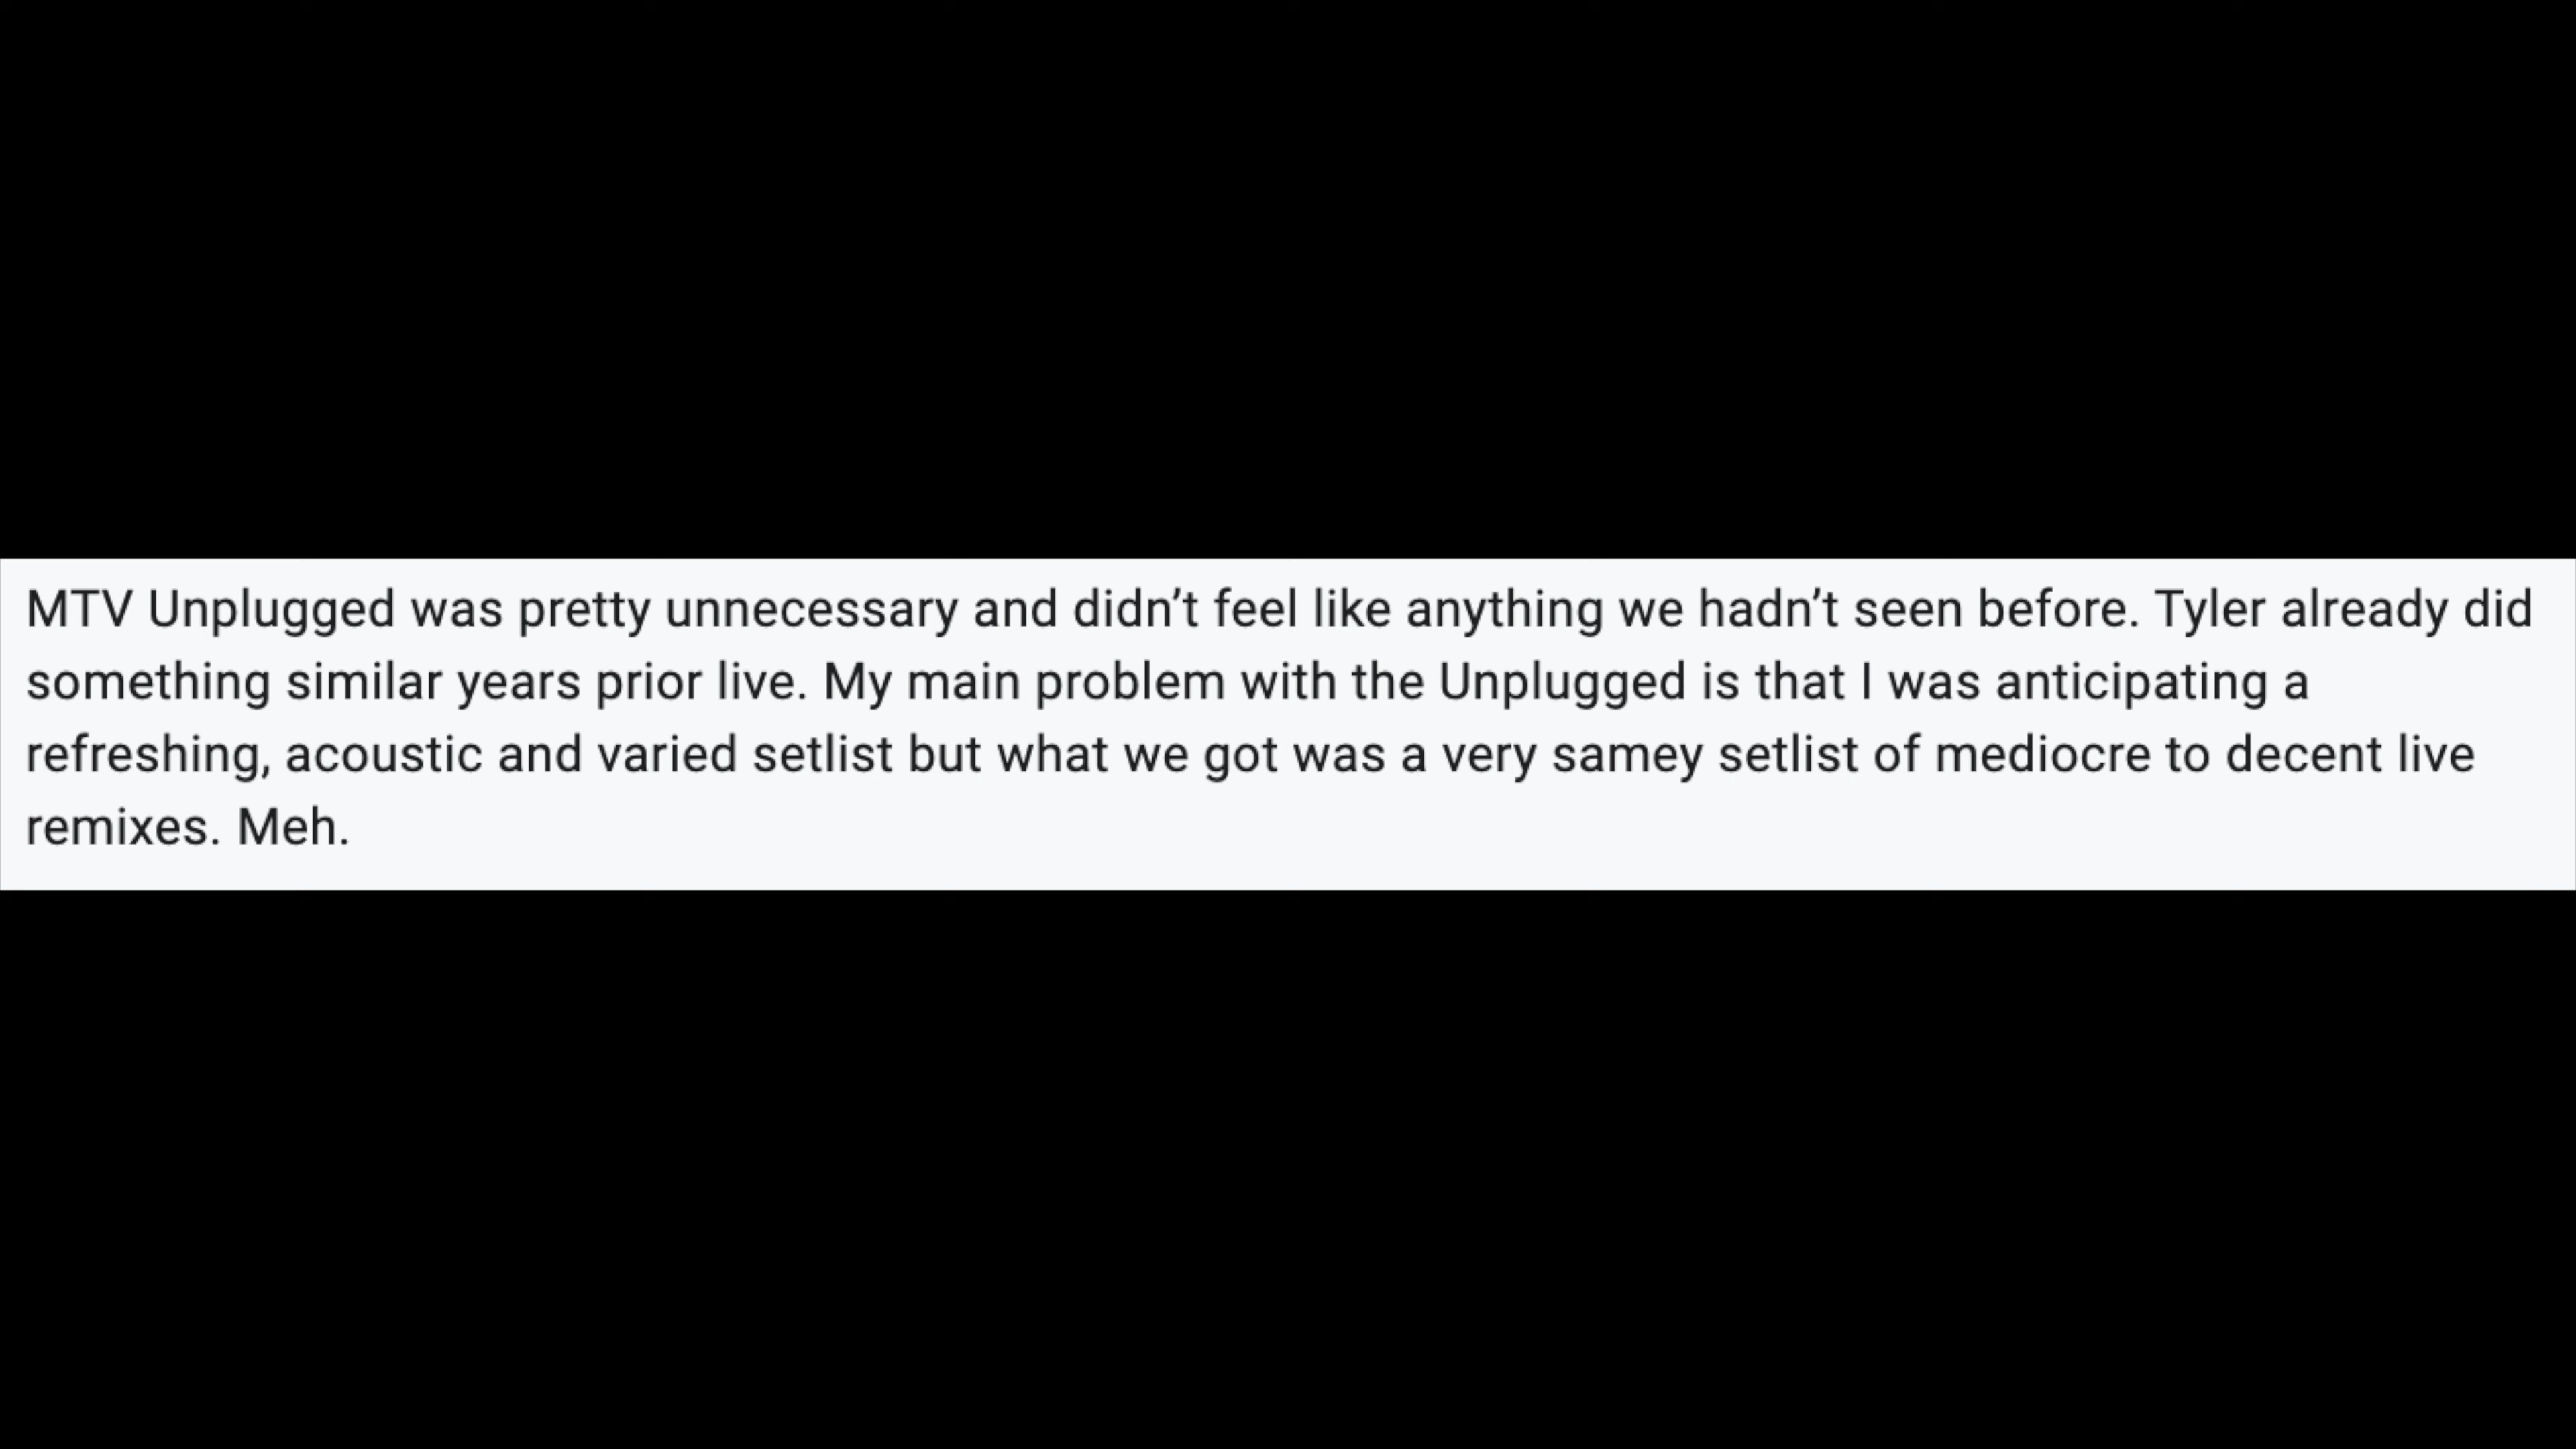 MTV Unplugged was pretty unnecessary and didn’t feel like anything we hadn’t seen before. Tyler already did
something similar years prior live. My main problem with the Unplugged is that I was anticipating a
refreshing, acoustic and varied setlist but what we got was a very samey setlist of mediocre to decent live
remixes. Meh.